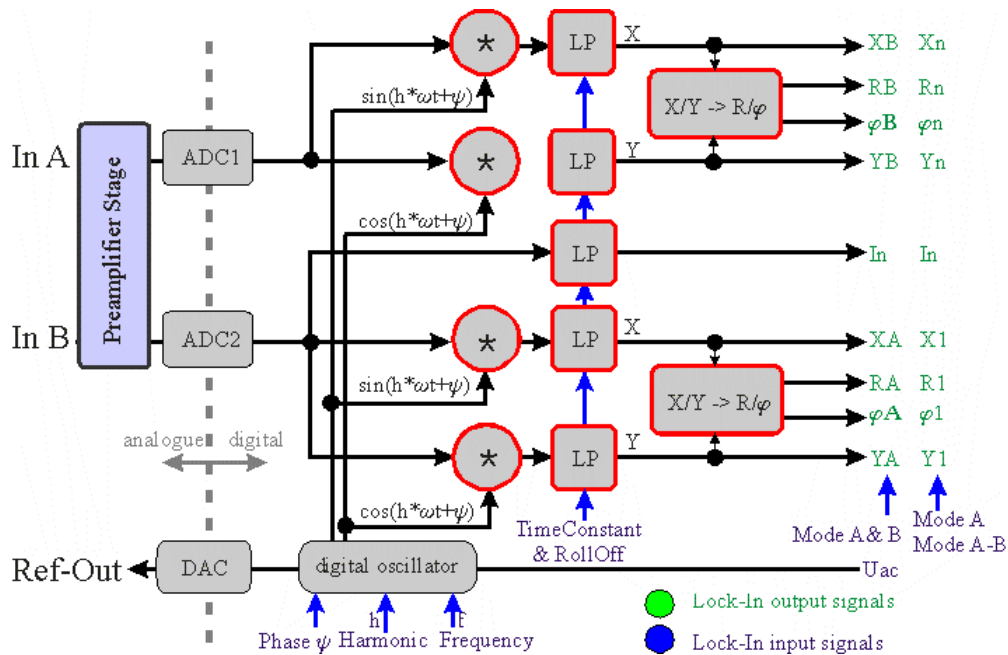 * LP X XB Xn
sin(h*ωt+ψ) X/Y -> R/φ RB Rn
φB φn
In A ADC1 * LP Y YB Yn
Preamplifier Stage
cos(h*ωt+ψ)
LP In In
In B ADC2 * LP X XA X1
sin(h*ωt+ψ) X/Y -> R/φ RA R1
φA φ1
analogue digital
* LP Y YA Y1
cos(h*ωt+ψ) TimeConstant Mode A & B Mode A
& RollOff Mode A-B
Ref-Out DAC digital oscillator Uac
h f
Phase ψ Harmonic Frequency
Lock-In output signals
Lock-In input signals